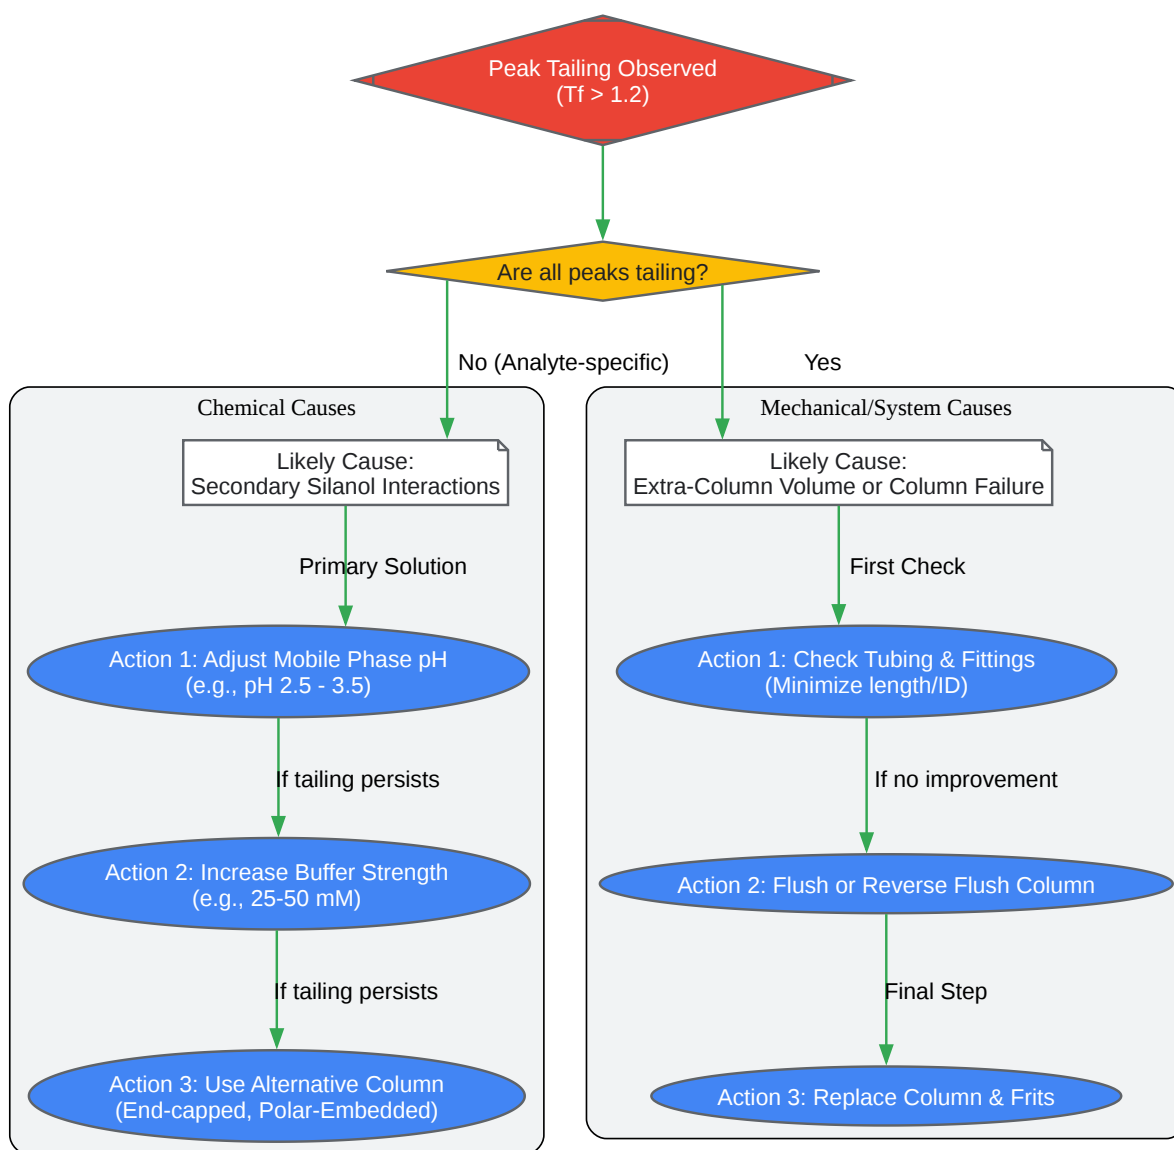 Peak Tailing Observed
(Tf > 1.2)
Are all peaks tailing?
No (Analyte-specific)
Yes
Chemical Causes
Likely Cause:
Secondary Silanol Interactions
Primary Solution
Action 1: Adjust Mobile Phase pH
(e.g., pH 2.5 - 3.5)
If tailing persists
Action 2: Increase Buffer Strength
(e.g., 25-50 mM)
If tailing persists
Action 3: Use Alternative Column
(End-capped, Polar-Embedded)
Mechanical/System Causes
Likely Cause:
Extra-Column Volume or Column Failure
First Check
Action 1: Check Tubing & Fittings
(Minimize length/ID)
If no improvement
Action 2: Flush or Reverse Flush Column
Final Step
Action 3: Replace Column & Frits